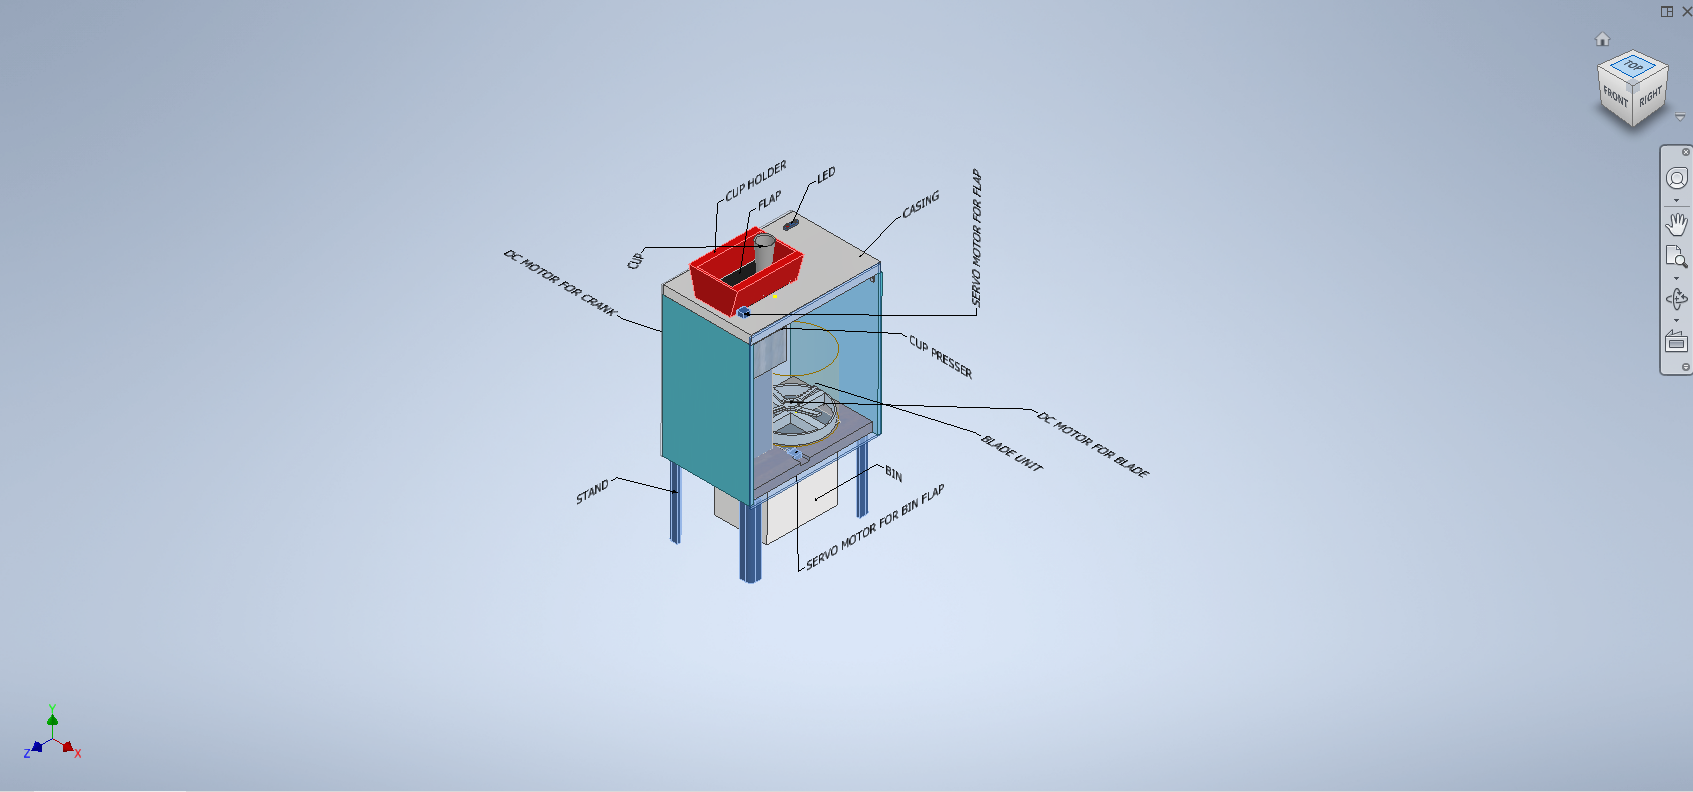 TOP
FRONT
RIGHT
CUP HOLDER
LED
FLAP
CASING
SERVO MOTOR FOR FLAP
CUP
DC MOTOR FOR CRANK
CUP PRESSER
DC MOTOR FOR BLADE
BLADE UNIT
BIN
STAND
SERVO MOTOR FOR BIN FLAP
Y
Z
X